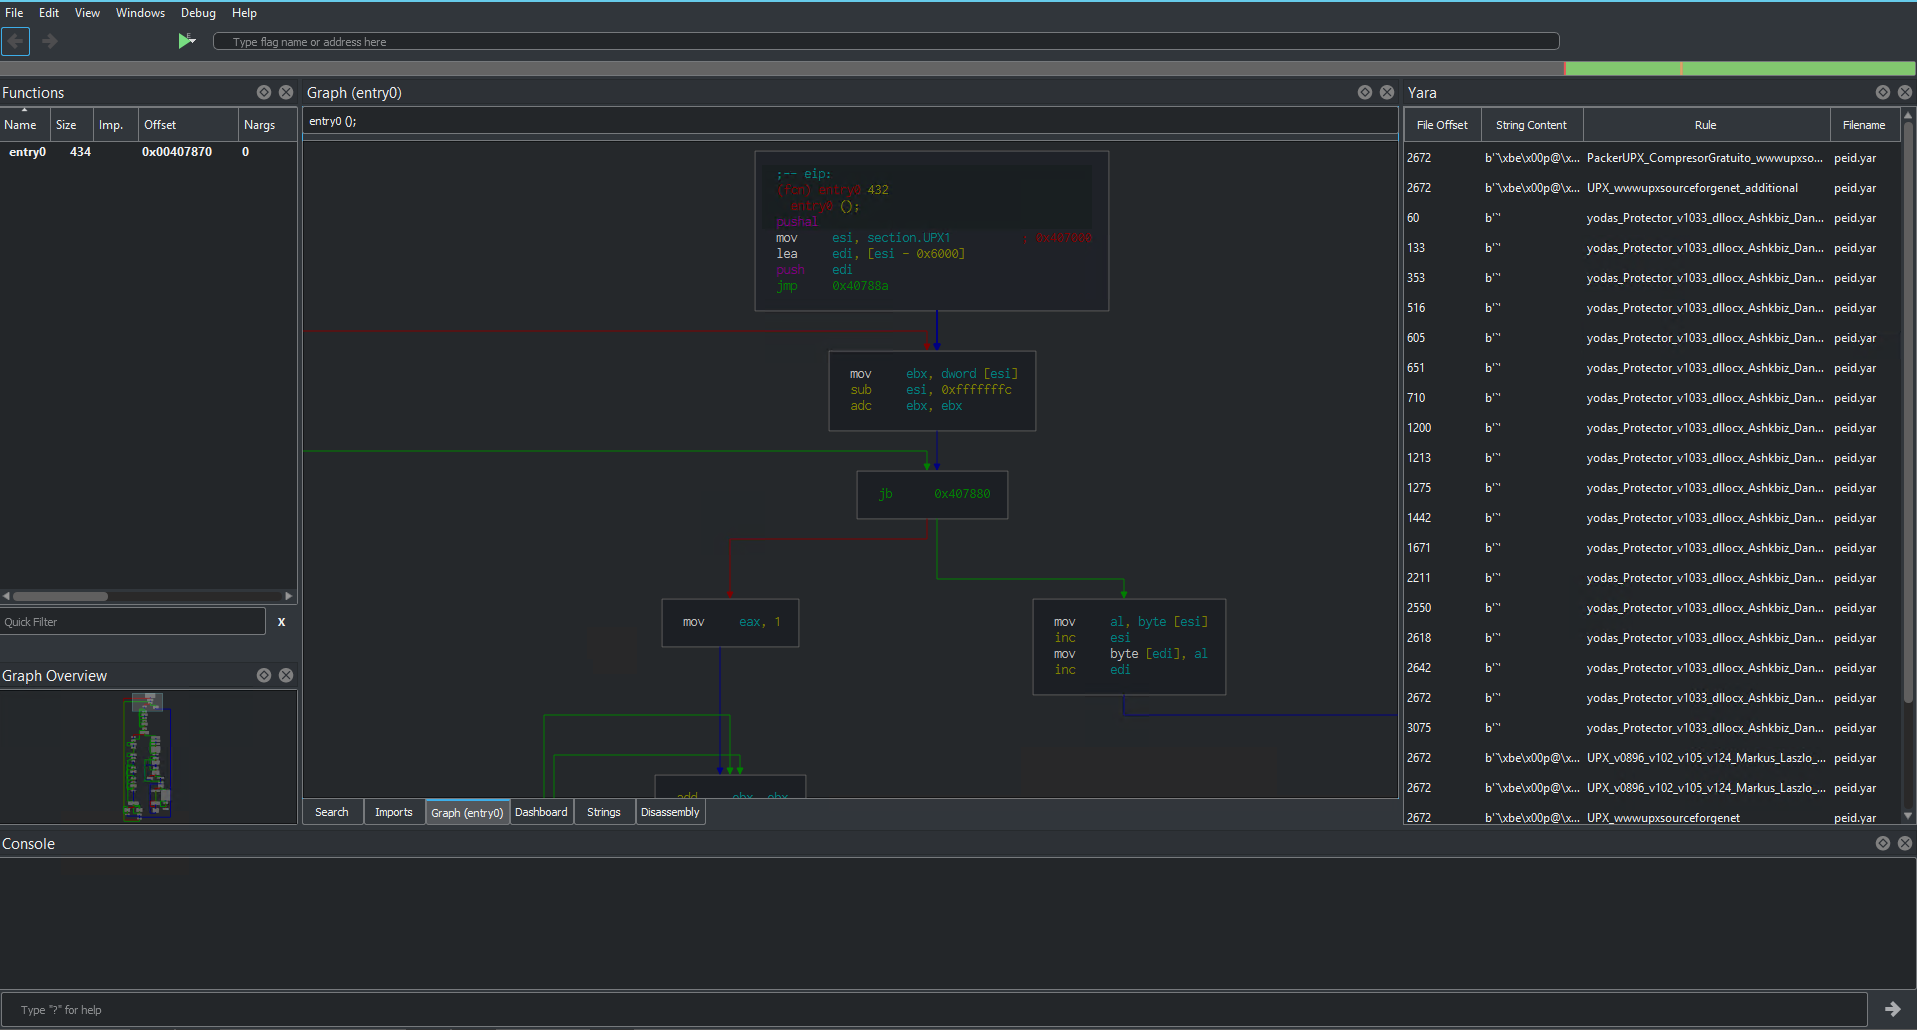 File Edit View Windows Debug Help
Type flag name or address here
Functions
Name Size Imp. Offset Nargs
entry0 434 0x00407870 0
Quick Filter X
Graph Overview
Graph (entry0)
entry0 ();
;-- eip:
(fcn) entry0 432
entry0 ();
pushal
mov esi, section.UPX1 ; 0x407000
lea edi, [esi - 0x6000]
push edi
jmp 0x40788a
mov ebx, dword [esi]
sub esi, 0xfffffffc
adc ebx, ebx
jb 0x407880
mov eax, 1
mov al, byte [esi]
inc esi
mov byte [edi], al
inc edi
add ebx, ebx
Search Imports Graph (entry0) Dashboard Strings Disassembly
Yara
File Offset String Content Rule Filename
2672 b'`\xbe\x00p@\x... PackerUPX_CompresorGratuito_wwwupxso... peid.yar
2672 b'`\xbe\x00p@\x... UPX_wwwupxsourceforgenet_additional peid.yar
60 b'`' yodas_Protector_v1033_dllocx_Ashkbiz_Dan... peid.yar
133 b'`' yodas_Protector_v1033_dllocx_Ashkbiz_Dan... peid.yar
353 b'`' yodas_Protector_v1033_dllocx_Ashkbiz_Dan... peid.yar
516 b'`' yodas_Protector_v1033_dllocx_Ashkbiz_Dan... peid.yar
605 b'`' yodas_Protector_v1033_dllocx_Ashkbiz_Dan... peid.yar
651 b'`' yodas_Protector_v1033_dllocx_Ashkbiz_Dan... peid.yar
710 b'`' yodas_Protector_v1033_dllocx_Ashkbiz_Dan... peid.yar
1200 b'`' yodas_Protector_v1033_dllocx_Ashkbiz_Dan... peid.yar
1213 b'`' yodas_Protector_v1033_dllocx_Ashkbiz_Dan... peid.yar
1275 b'`' yodas_Protector_v1033_dllocx_Ashkbiz_Dan... peid.yar
1442 b'`' yodas_Protector_v1033_dllocx_Ashkbiz_Dan... peid.yar
1671 b'`' yodas_Protector_v1033_dllocx_Ashkbiz_Dan... peid.yar
2211 b'`' yodas_Protector_v1033_dllocx_Ashkbiz_Dan... peid.yar
2550 b'`' yodas_Protector_v1033_dllocx_Ashkbiz_Dan... peid.yar
2618 b'`' yodas_Protector_v1033_dllocx_Ashkbiz_Dan... peid.yar
2642 b'`' yodas_Protector_v1033_dllocx_Ashkbiz_Dan... peid.yar
2672 b'`' yodas_Protector_v1033_dllocx_Ashkbiz_Dan... peid.yar
3075 b'`' yodas_Protector_v1033_dllocx_Ashkbiz_Dan... peid.yar
2672 b'`\xbe\x00p@\x... UPX_v0896_v102_v105_v124_Markus_Laszlo_... peid.yar
2672 b'`\xbe\x00p@\x... UPX_v0896_v102_v105_v124_Markus_Laszlo_... peid.yar
2672 b'`\xbe\x00p@\x... UPX_wwwupxsourceforgenet peid.yar
Console
Type "?" for help